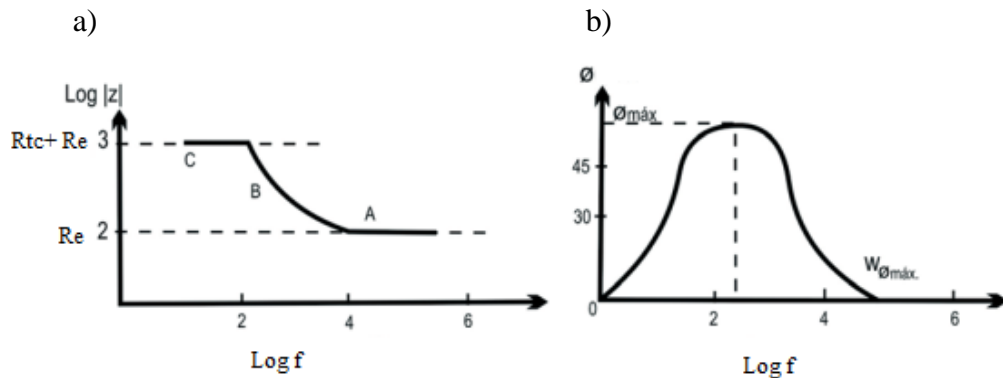 a)
Log |z|
Rtc+ Re 3
C
B
A
Re 2
2 4 6
Log f
b)
Ø
Ømáx
45
30
WØmáx.
0
2 4 6
Log f